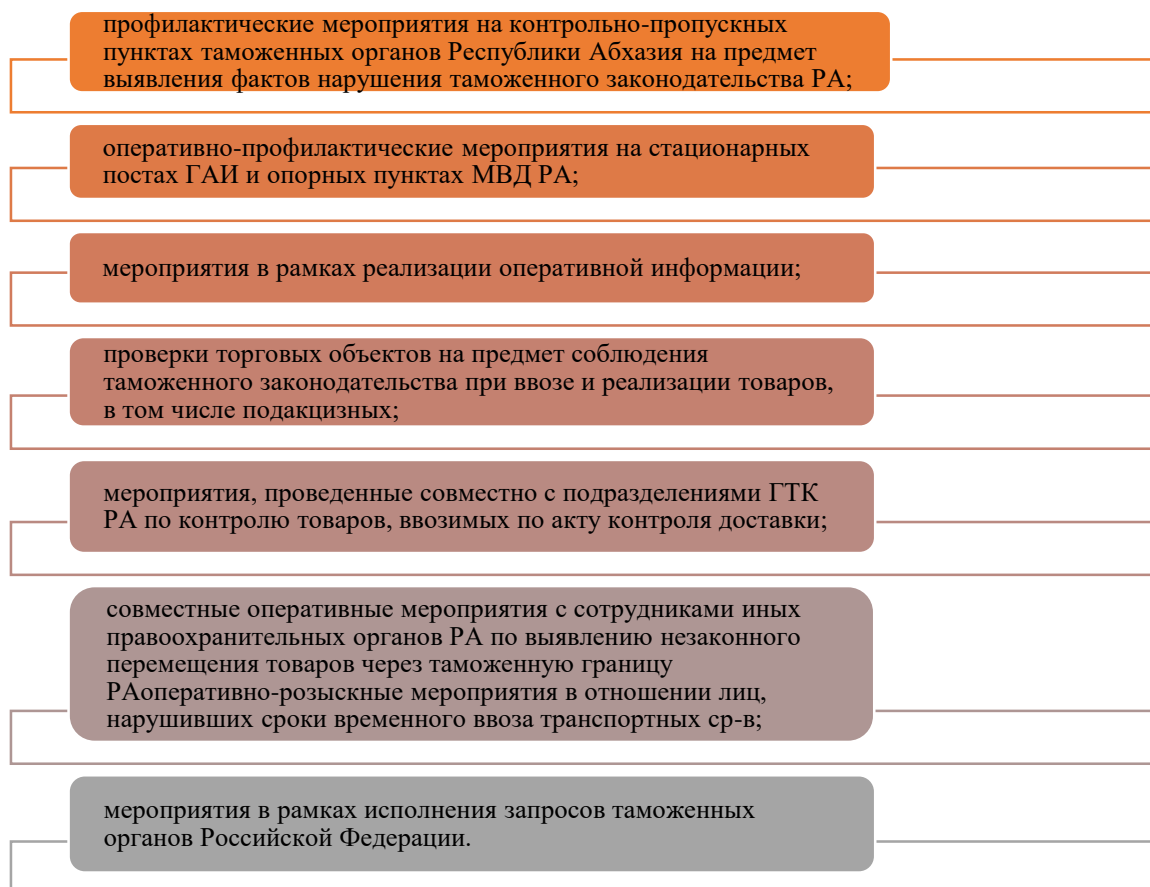 профилактические мероприятия на контрольно-пропускных
пунктах таможенных органов Республики Абхазия на предмет
выявления фактов нарушения таможенного законодательства РА;
оперативно-профилактические мероприятия на стационарных
постах ГАИ и опорных пунктах МВД РА;
мероприятия в рамках реализации оперативной информации;
проверки торговых объектов на предмет соблюдения
таможенного законодательства при ввозе и реализации товаров,
в том числе подакцизных;
мероприятия, проведенные совместно с подразделениями ГТК
РА по контролю товаров, ввозимых по акту контроля доставки;
совместные оперативные мероприятия с сотрудниками иных
правоохранительных органов РА по выявлению незаконного
перемещения товаров через таможенную границу
РАоперативно-розыскные мероприятия в отношении лиц,
нарушивших сроки временного ввоза транспортных ср-в;
мероприятия в рамках исполнения запросов таможенных
органов Российской Федерации.